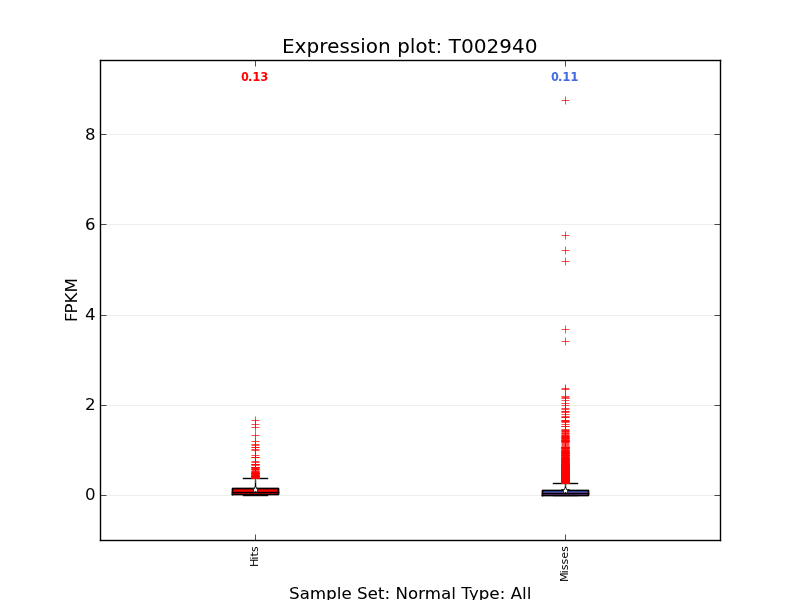 Expression plot: T002940
0.13
0.11
8
6
4
2
0
FPKM
Hits
Misses
Sample Set: Normal Type: All